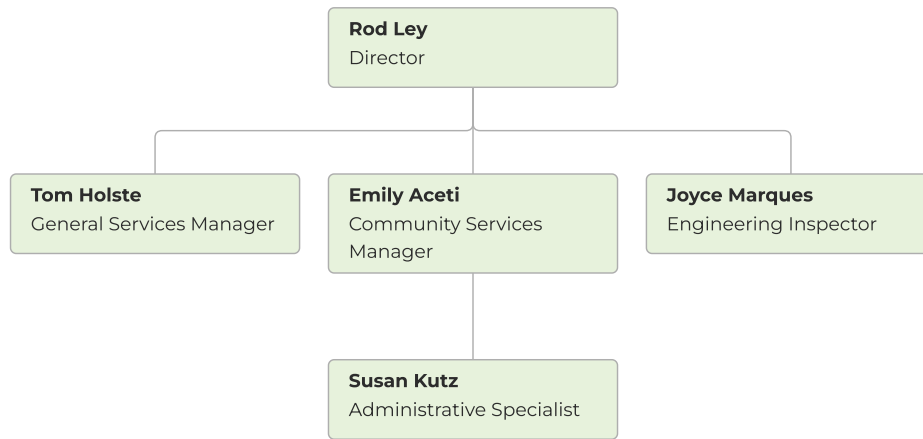 Rod Ley
Director
Tom Holste
General Services Manager
Emily Aceti
Community Services
Manager
Joyce Marques
Engineering Inspector
Susan Kutz
Administrative Specialist